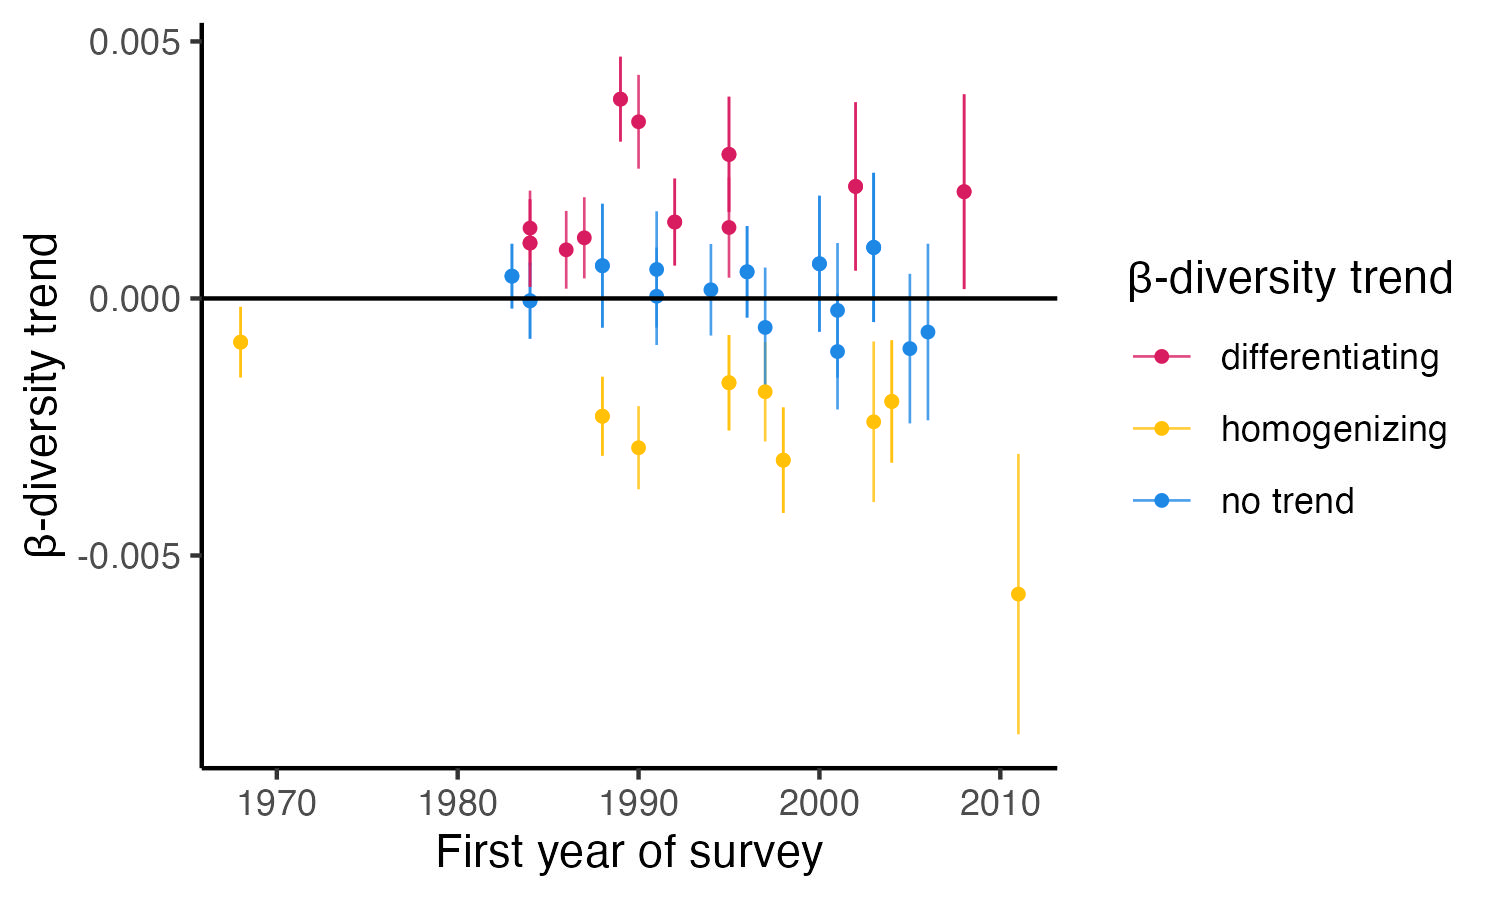 β-diversity trend
0.005
0.000
-0.005
1970 1980 1990 2000 2010
First year of survey
β-diversity trend
differentiating
homogenizing
no trend